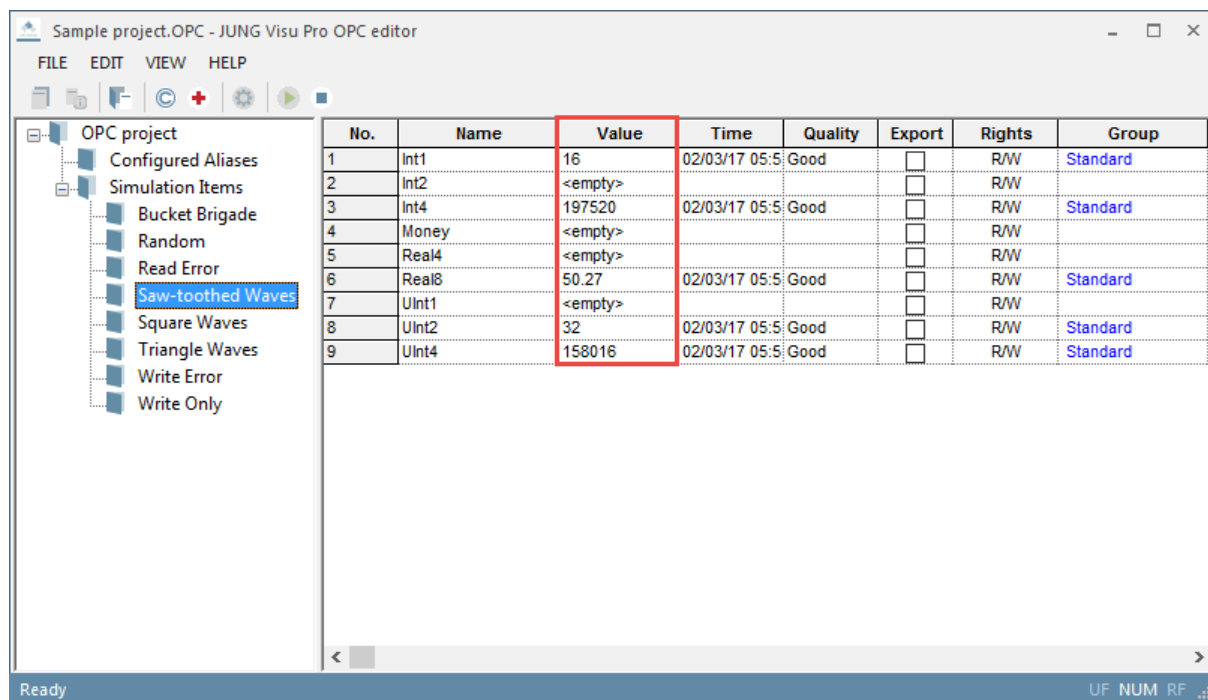 Sample project.OPC - JUNG Visu Pro OPC editor
FILE EDIT VIEW HELP
OPC project
Configured Aliases
Simulation Items
Bucket Brigade
Random
Read Error
Saw-toothed Waves
Square Waves
Triangle Waves
Write Error
Write Only
No. Name Value Time Quality Export Rights Group
1 Int1 16 02/03/17 05:5 Good R/W Standard
2 Int2 <empty> R/W
3 Int4 197520 02/03/17 05:5 Good R/W Standard
4 Money <empty> R/W
5 Real4 <empty> R/W
6 Real8 50.27 02/03/17 05:5 Good R/W Standard
7 UInt1 <empty> R/W
8 UInt2 32 02/03/17 05:5 Good R/W Standard
9 UInt4 158016 02/03/17 05:5 Good R/W Standard
Ready UF NUM RF